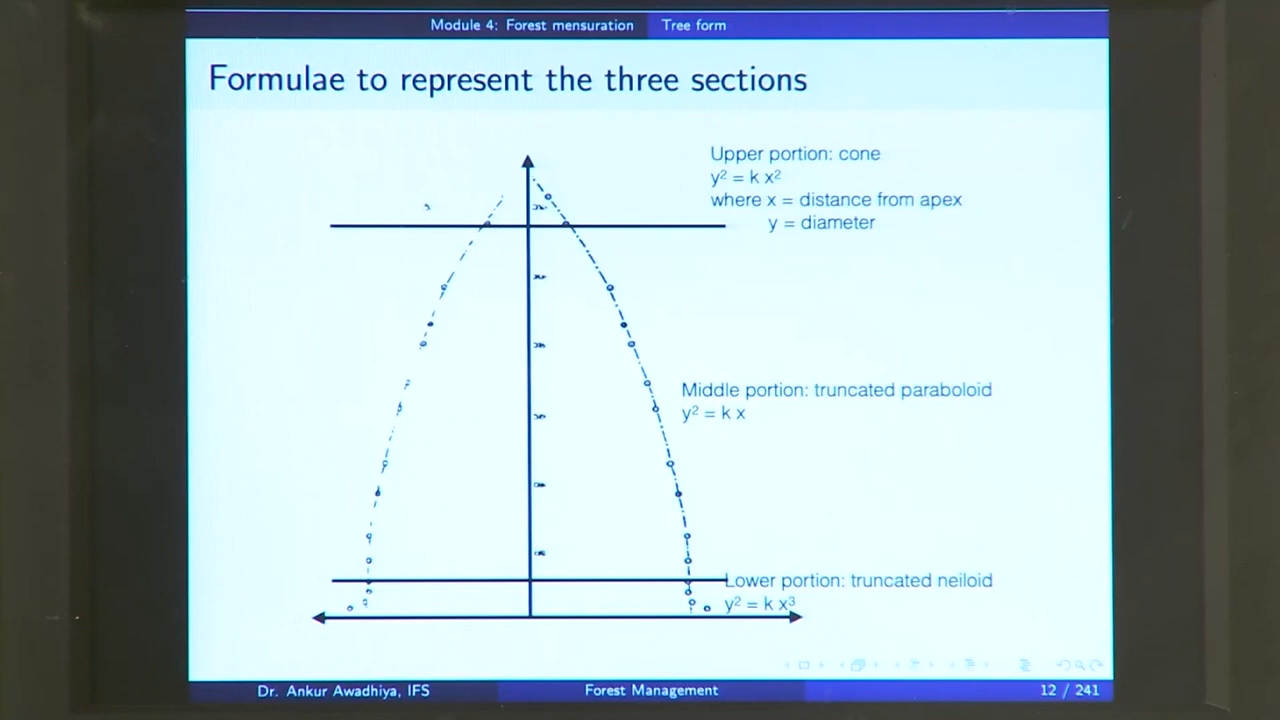 Module 4: Forest mensuration Tree form
Formulae to represent the three sections
Upper portion: cone
y² = k x²
where x = distance from apex
y = diameter
Middle portion: truncated paraboloid
y² = k x
Lower portion: truncated neiloid
y² = k x³
Dr. Ankur Awadhiya, IFS Forest Management 12 / 241